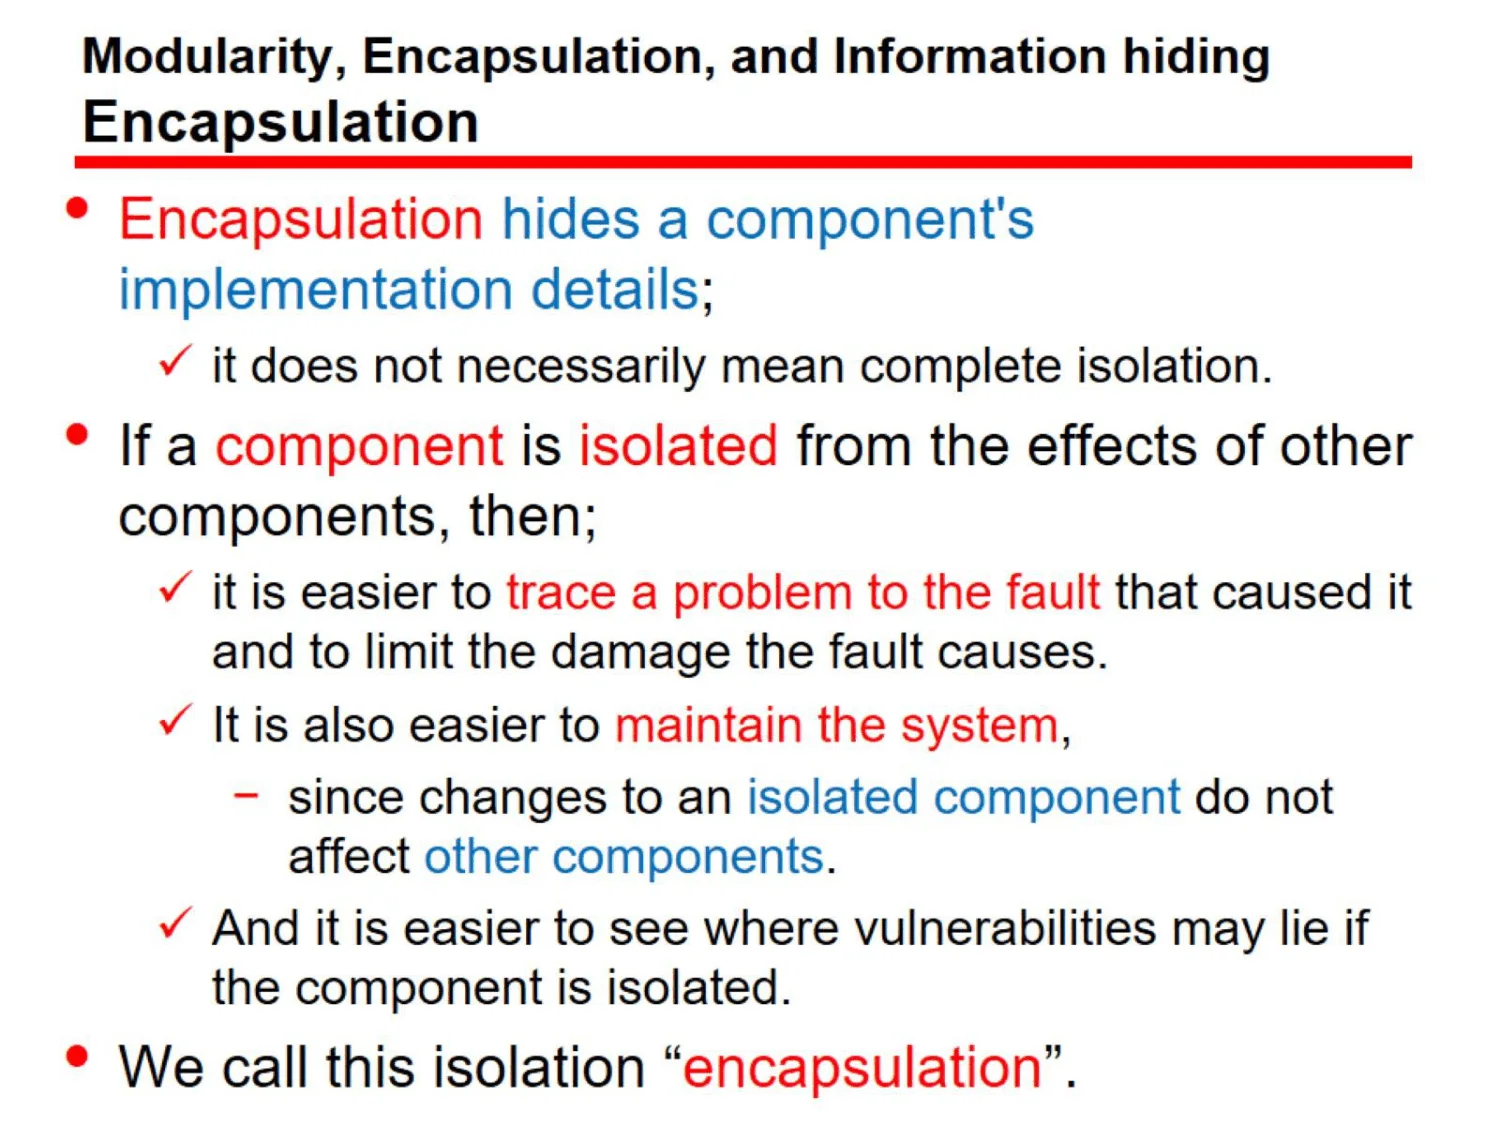 Modularity, Encapsulation, and Information hiding
Encapsulation
• Encapsulation hides a component's
implementation details;
✓ it does not necessarily mean complete isolation.
• If a component is isolated from the effects of other
components, then;
✓ it is easier to trace a problem to the fault that caused it
and to limit the damage the fault causes.
✓ It is also easier to maintain the system,
− since changes to an isolated component do not
affect other components.
✓ And it is easier to see where vulnerabilities may lie if
the component is isolated.
• We call this isolation “encapsulation”.